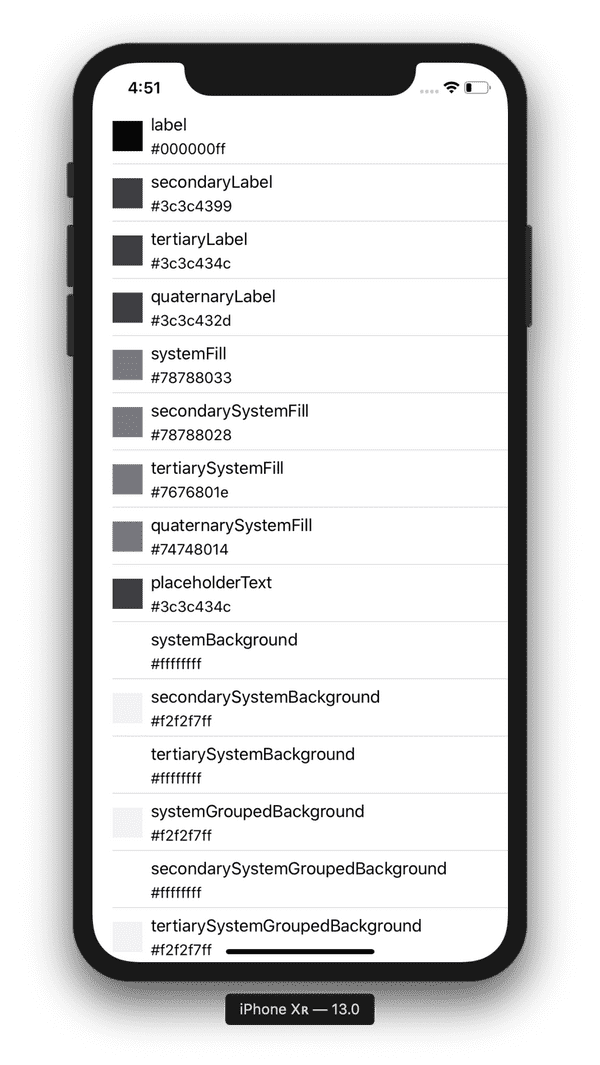 4:51
label
#000000ff
secondaryLabel
#3c3c4399
tertiaryLabel
#3c3c434c
quaternaryLabel
#3c3c432d
systemFill
#78788033
secondarySystemFill
#78788028
tertiarySystemFill
#7676801e
quaternarySystemFill
#74748014
placeholderText
#3c3c434c
systemBackground
#ffffffff
secondarySystemBackground
#f2f2f7ff
tertiarySystemBackground
#ffffffff
systemGroupedBackground
#f2f2f7ff
secondarySystemGroupedBackground
#ffffffff
tertiarySystemGroupedBackground
#f2f2f7ff
iPhone Xʀ — 13.0